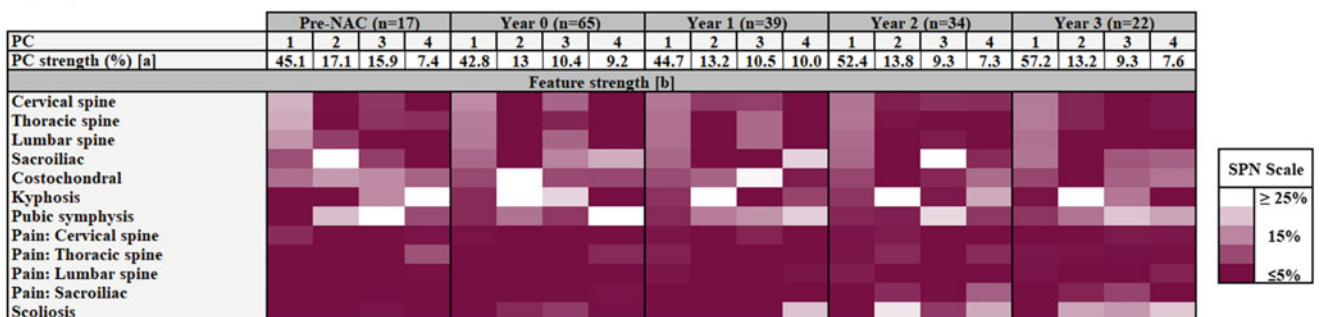 Pre-NAC (n=17) Year 0 (n=65) Year 1 (n=39) Year 2 (n=34) Year 3 (n=22)
PC 1 2 3 4 1 2 3 4 1 2 3 4 1 2 3 4 1 2 3 4
PC strength (%) [a] 45.1 17.1 15.9 7.4 42.8 13 10.4 9.2 44.7 13.2 10.5 10.0 52.4 13.8 9.3 7.3 57.2 13.2 9.3 7.6
Feature strength [b]
Cervical spine
Thoracic spine
Lumbar spine
Sacroiliac
Costochondral
Kyphosis
Pubic symphysis
Pain: Cervical spine
Pain: Thoracic spine
Pain: Lumbar spine
Pain: Sacroiliac
Scoliosis
SPN Scale
≥ 25%
15%
≤5%